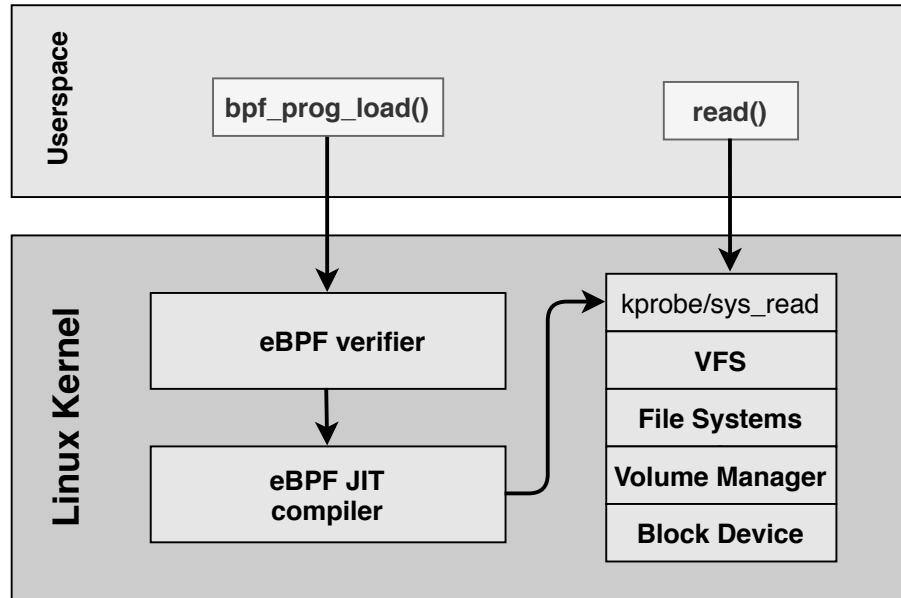 Userspace
bpf_prog_load()
read()
Linux Kernel
eBPF verifier
eBPF JIT
compiler
kprobe/sys_read
VFS
File Systems
Volume Manager
Block Device